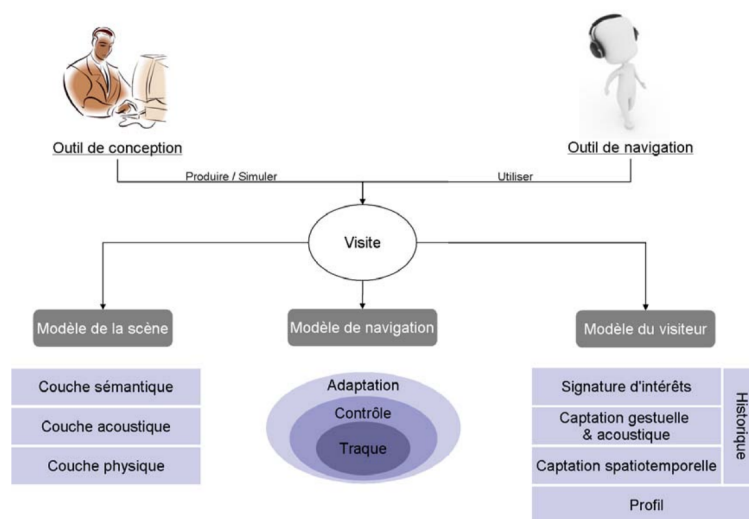 Outil de conception
Outil de navigation
Produire / Simuler
Utiliser
Visite
Modèle de la scène
Modèle de navigation
Modèle du visiteur
Couche sémantique
Couche acoustique
Couche physique
Adaptation
Contrôle
Traque
Signature d'intérêts
Captation gestuelle
& acoustique
Captation spatiotemporelle
Historique
Profil